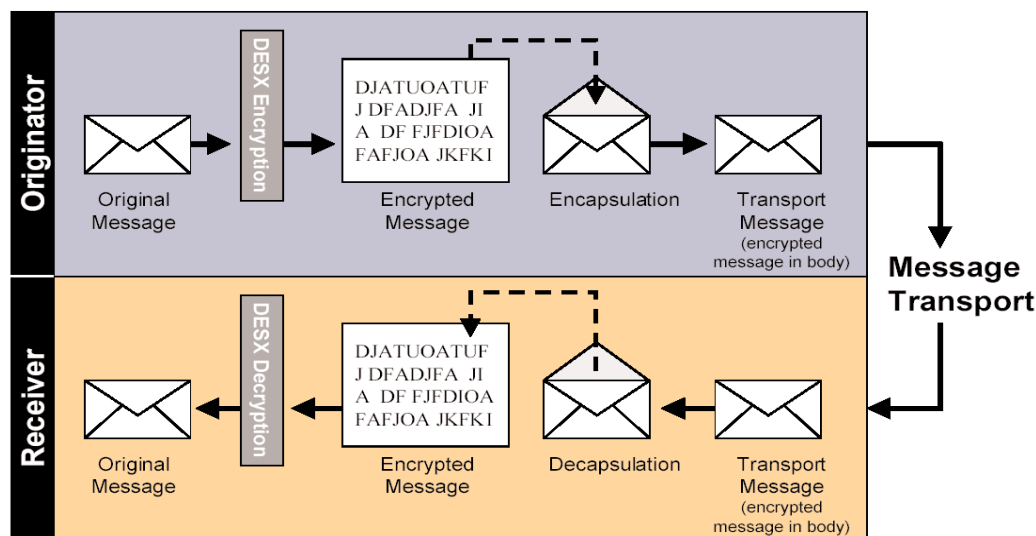 Originator
DESX Encryption
DJATUOATUF
J DFADJFA JI
A DF FJFDIOA
FAFJOA JKFKI
Original
Message
Encrypted
Message
Encapsulation
Transport
Message
(encrypted
message in body)
Message
Transport
Receiver
DESX Decryption
DJATUOATUF
J DFADJFA JI
A DF FJFDIOA
FAFJOA JKFKI
Original
Message
Encrypted
Message
Decapsulation
Transport
Message
(encrypted
message in body)